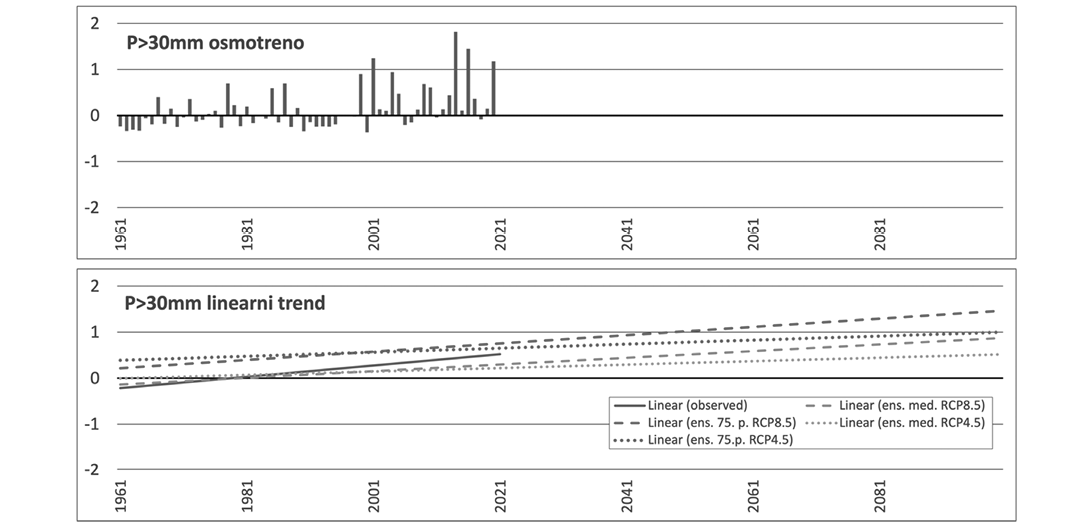 2
P>30mm osmotreno
1
0
-1
-2
1961 1981 2001 2021 2041 2061 2081
2
P>30mm linearni trend
1
0
Linear (observed) Linear (ens. med. RCP8.5)
Linear (ens. 75. p. RCP8.5) Linear (ens. med. RCP4.5)
-1
Linear (ens. 75.p. RCP4.5)
-2
1961 1981 2001 2021 2041 2061 2081